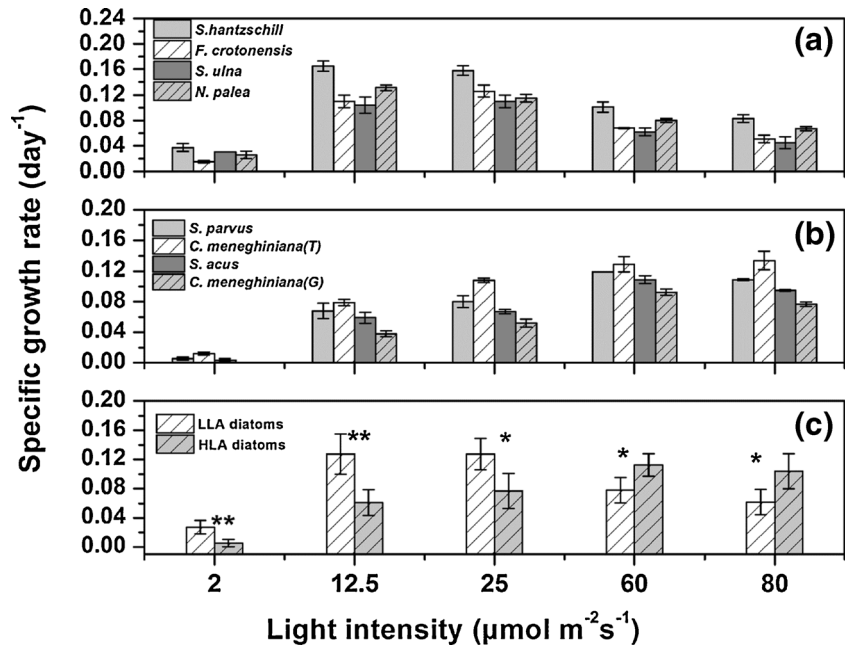 Specific growth rate (day-1)
0.24
0.20
0.16
0.12
0.08
0.04
0.00
S.hantzschill
F. crotonensis
S. ulna
N. palea
(a)
0.20
0.16
0.12
0.08
0.04
0.00
S. parvus
C. meneghiniana(T)
S. acus
C. meneghiniana(G)
(b)
0.20
0.16
0.12
0.08
0.04
0.00
LLA diatoms
HLA diatoms
(c)
** ** * * *
2 12.5 25 60 80
Light intensity (µmol m-2s-1)